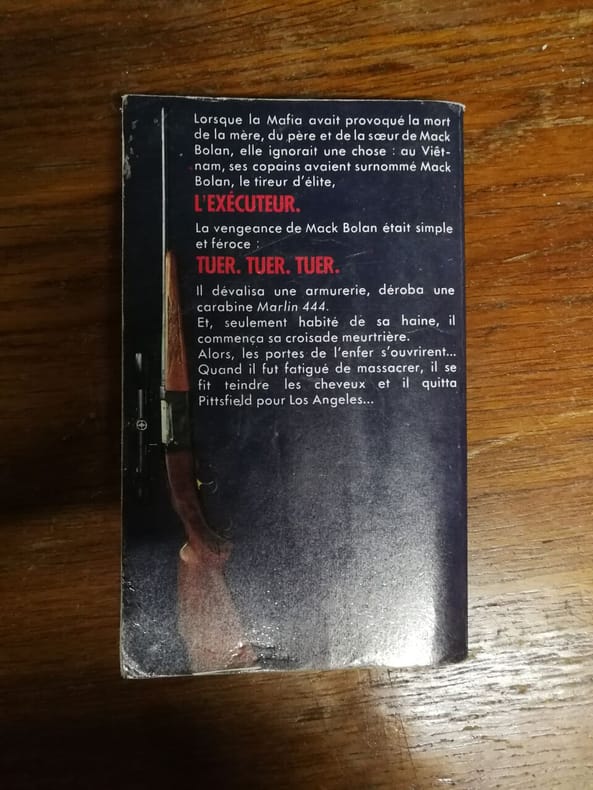 Lorsque la Mafia avait provoqué la mort
de la mère, du père et de la sœur de Mack
Bolan, elle ignorait une chose : au Viêt-
nam, ses copains avaient surnommé Mack
Bolan, le tireur d'élite,
L'EXÉCUTEUR.
La vengeance de Mack Bolan était simple
et féroce :
TUER. TUER. TUER.
Il dévalisa une armurerie, déroba une
carabine Marlin 444.
Et, seulement habité de sa haine, il
commença sa croisade meurtrière.
Alors, les portes de l'enfer s'ouvrirent...
Quand il fut fatigué de massacrer, il se
fit teindre les cheveux et il quitta
Pittsfield pour Los Angeles...